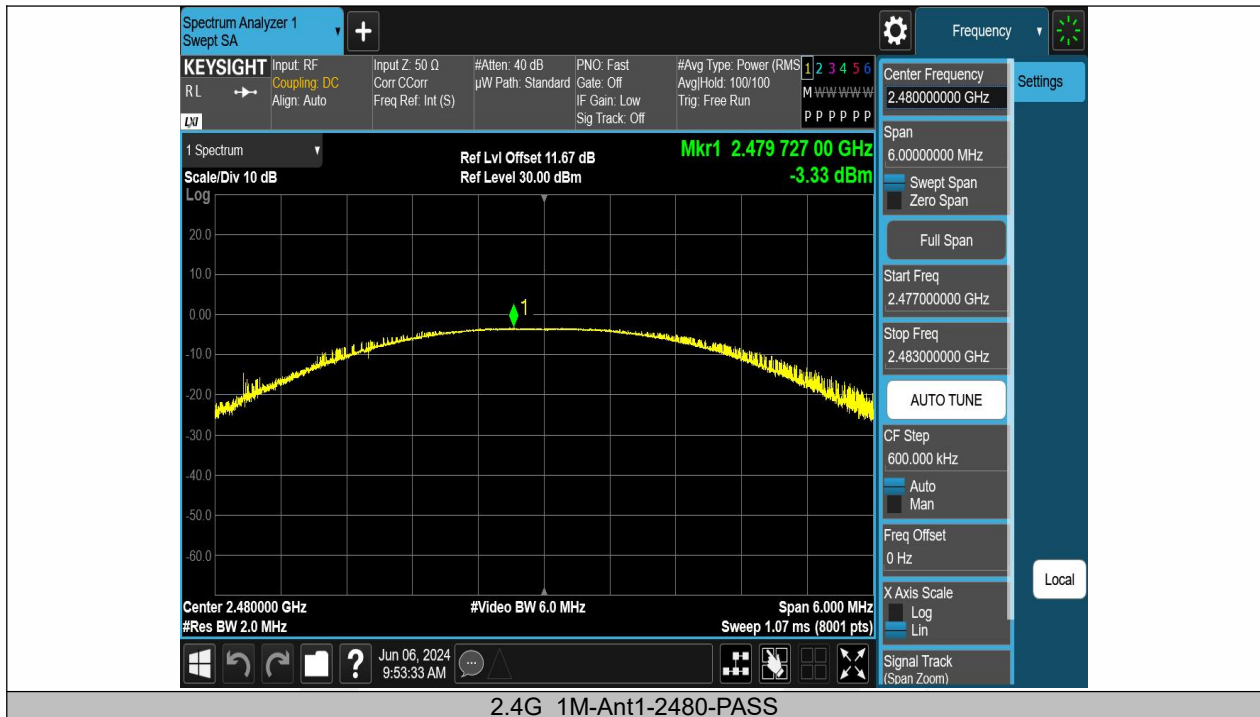 Spectrum Analyzer 1
Swept SA
+
Frequency
KEYSIGHT
R L
LXI
Input: RF
Coupling: DC
Align: Auto
Input Z: 50 Ω
Corr CCorr
Freq Ref: Int (S)
#Atten: 40 dB
µW Path: Standard
PNO: Fast
Gate: Off
IF Gain: Low
Sig Track: Off
#Avg Type: Power (RMS
Avg|Hold: 100/100
Trig: Free Run
1 2 3 4 5 6
M W W W W W
P P P P P P
1 Spectrum
Scale/Div 10 dB
Log
Ref Lvl Offset 11.67 dB
Ref Level 30.00 dBm
Mkr1 2.479 727 00 GHz
-3.33 dBm
20.0
10.0
0.00
-10.0
-20.0
-30.0
-40.0
-50.0
-60.0
1
Center 2.480000 GHz
#Res BW 2.0 MHz
#Video BW 6.0 MHz
Span 6.000 MHz
Sweep 1.07 ms (8001 pts)
?
Jun 06, 2024
9:53:33 AM
Center Frequency
2.480000000 GHz
Settings
Span
6.00000000 MHz
Swept Span
Zero Span
Full Span
Start Freq
2.477000000 GHz
Stop Freq
2.483000000 GHz
AUTO TUNE
CF Step
600.000 kHz
Auto
Man
Freq Offset
0 Hz
Local
X Axis Scale
Log
Lin
Signal Track
(Span Zoom)
2.4G_1M-Ant1-2480-PASS